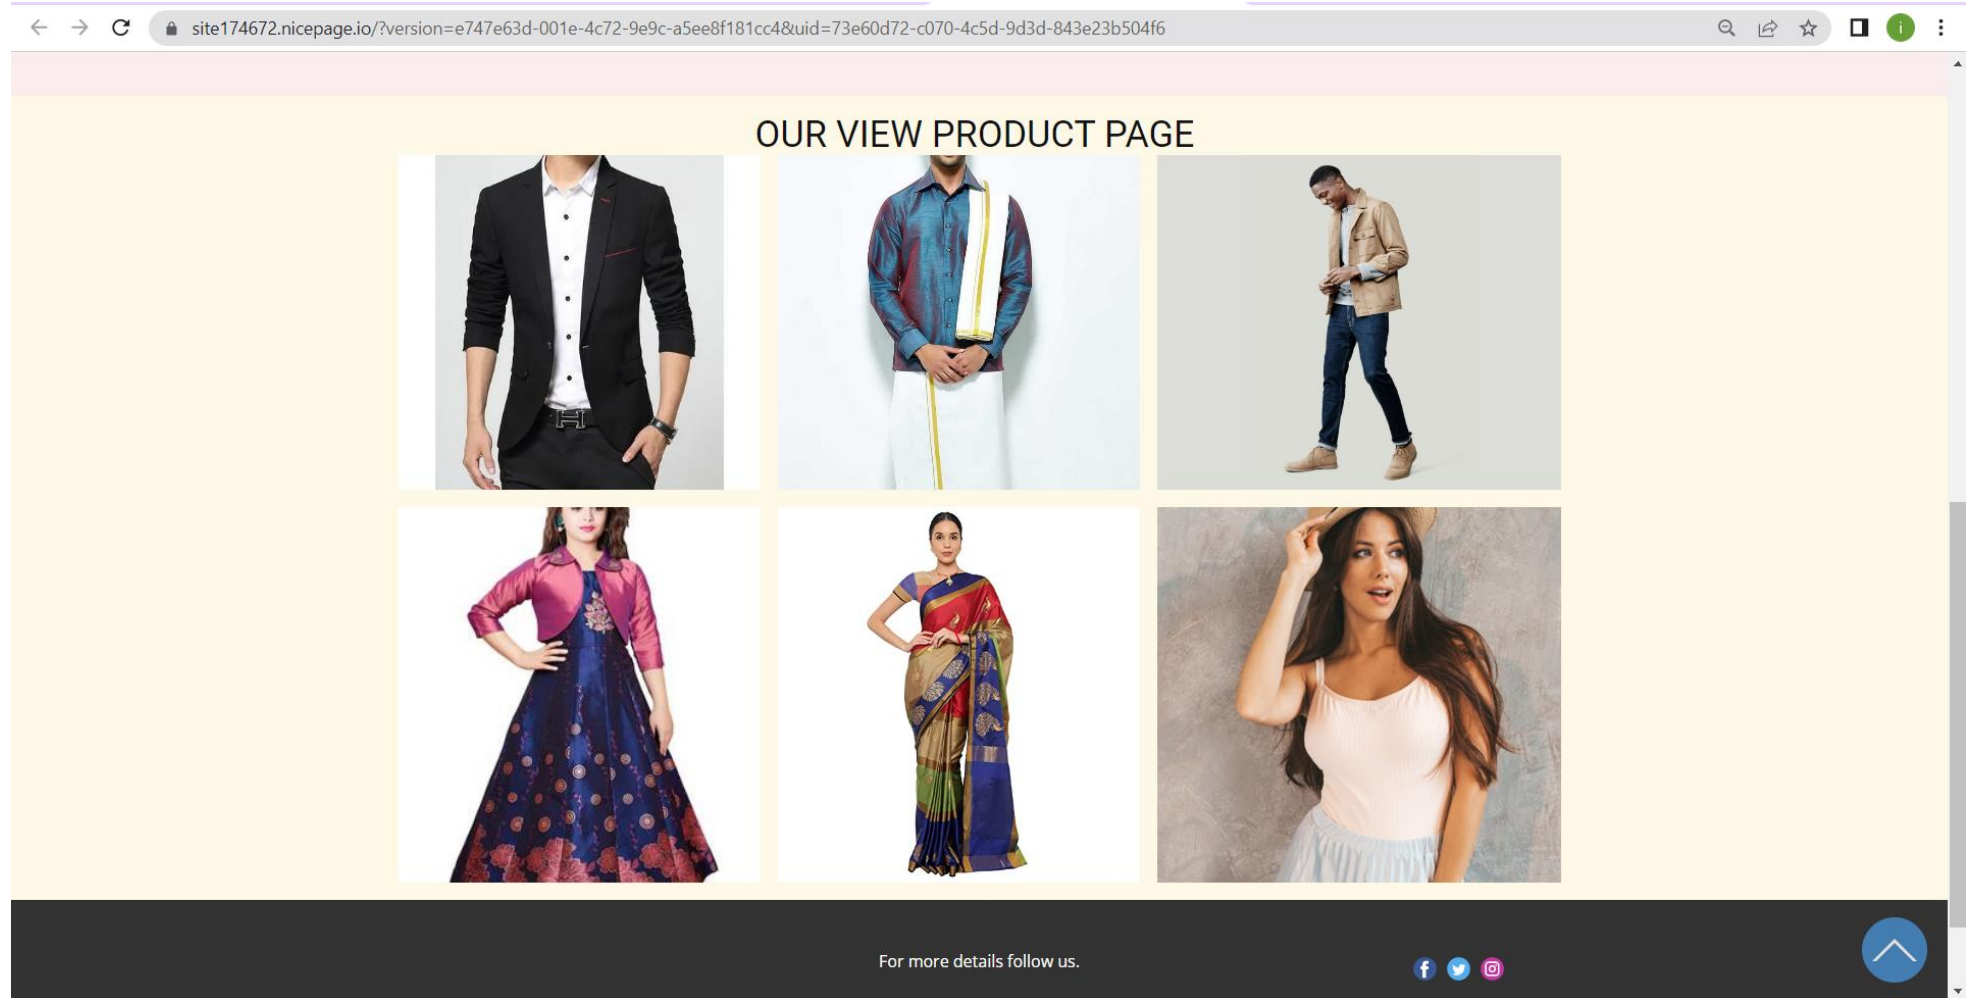 site174672.nicepage.io/?version=e747e63d-001e-4c72-9e9c-a5ee8f181cc4&uid=73e60d72-c070-4c5d-9d3d-843e23b504f6
i
OUR VIEW PRODUCT PAGE
For more details follow us.